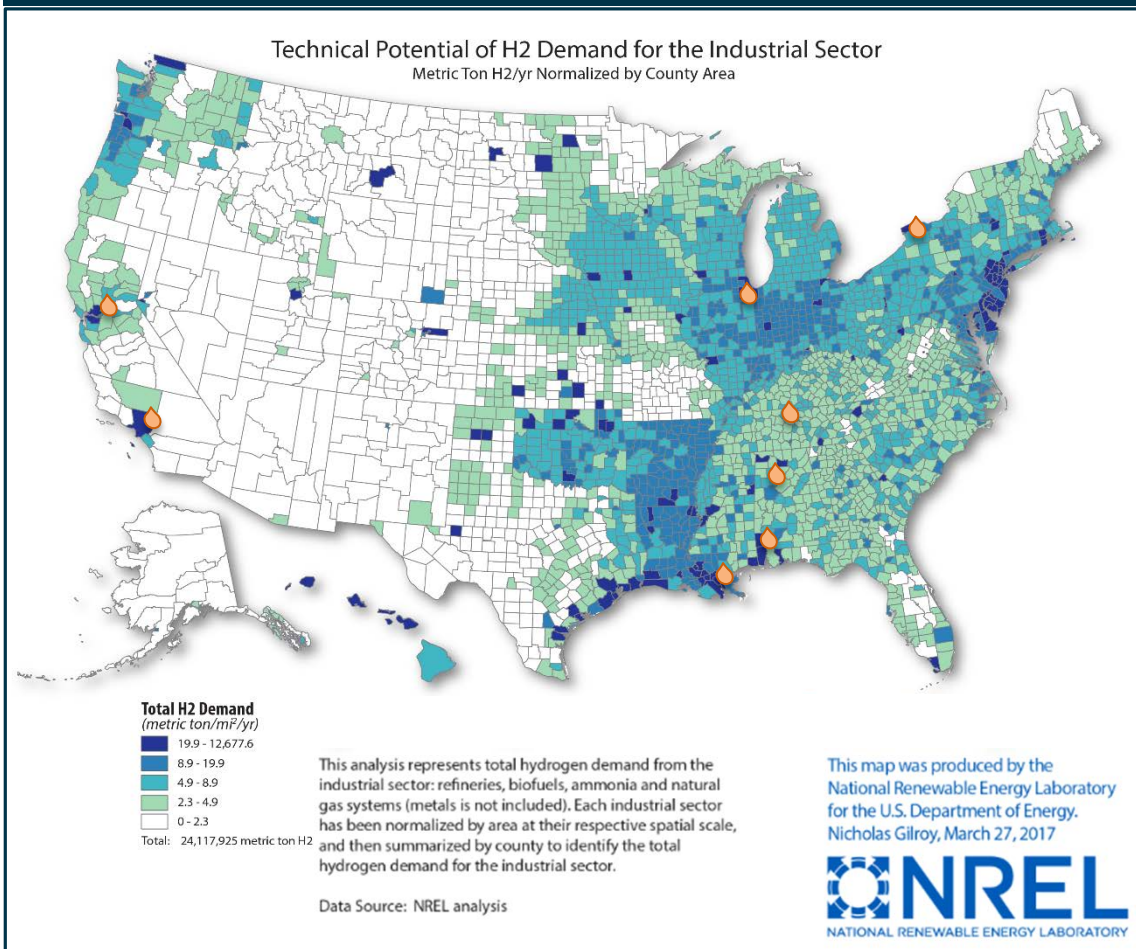 Technical Potential of H2 Demand for the Industrial Sector
Metric Ton H2/yr Normalized by County Area
Total H2 Demand
(metric ton/mi²/yr)
19.9 - 12,677.6
8.9 - 19.9
4.9 - 8.9
2.3 - 4.9
0 - 2.3
Total: 24,117,925 metric ton H2
This analysis represents total hydrogen demand from the
industrial sector: refineries, biofuels, ammonia and natural
gas systems (metals is not included). Each industrial sector
has been normalized by area at their respective spatial scale,
and then summarized by county to identify the total
hydrogen demand for the industrial sector.
Data Source: NREL analysis
This map was produced by the
National Renewable Energy Laboratory
for the U.S. Department of Energy.
Nicholas Gilroy, March 27, 2017
NREL
NATIONAL RENEWABLE ENERGY LABORATORY